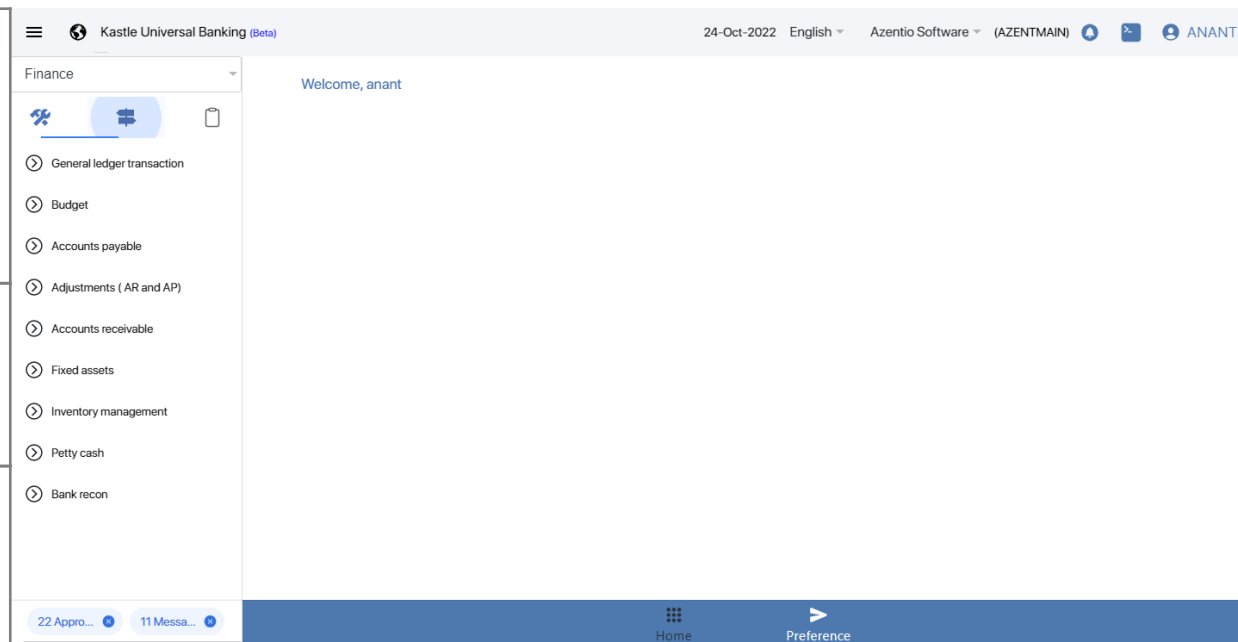 Kastle Universal Banking (Beta)
24-Oct-2022 English Azentio Software (AZENTMAIN) ANANT
Finance
Welcome, anant
General ledger transaction
Budget
Accounts payable
Adjustments ( AR and AP)
Accounts receivable
Fixed assets
Inventory management
Petty cash
Bank recon
22 Appro... 11 Messa...
Home Preference